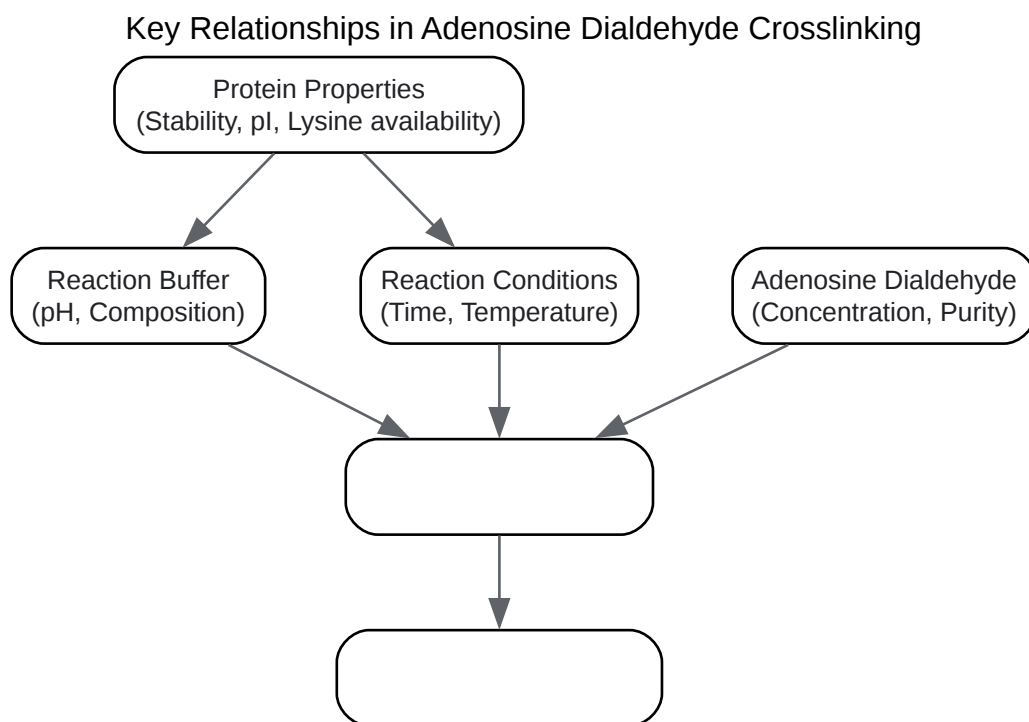 Key Relationships in Adenosine Dialdehyde Crosslinking
Protein Properties
(Stability, pI, Lysine availability)
Reaction Buffer
(pH, Composition)
Reaction Conditions
(Time, Temperature)
Adenosine Dialdehyde
(Concentration, Purity)